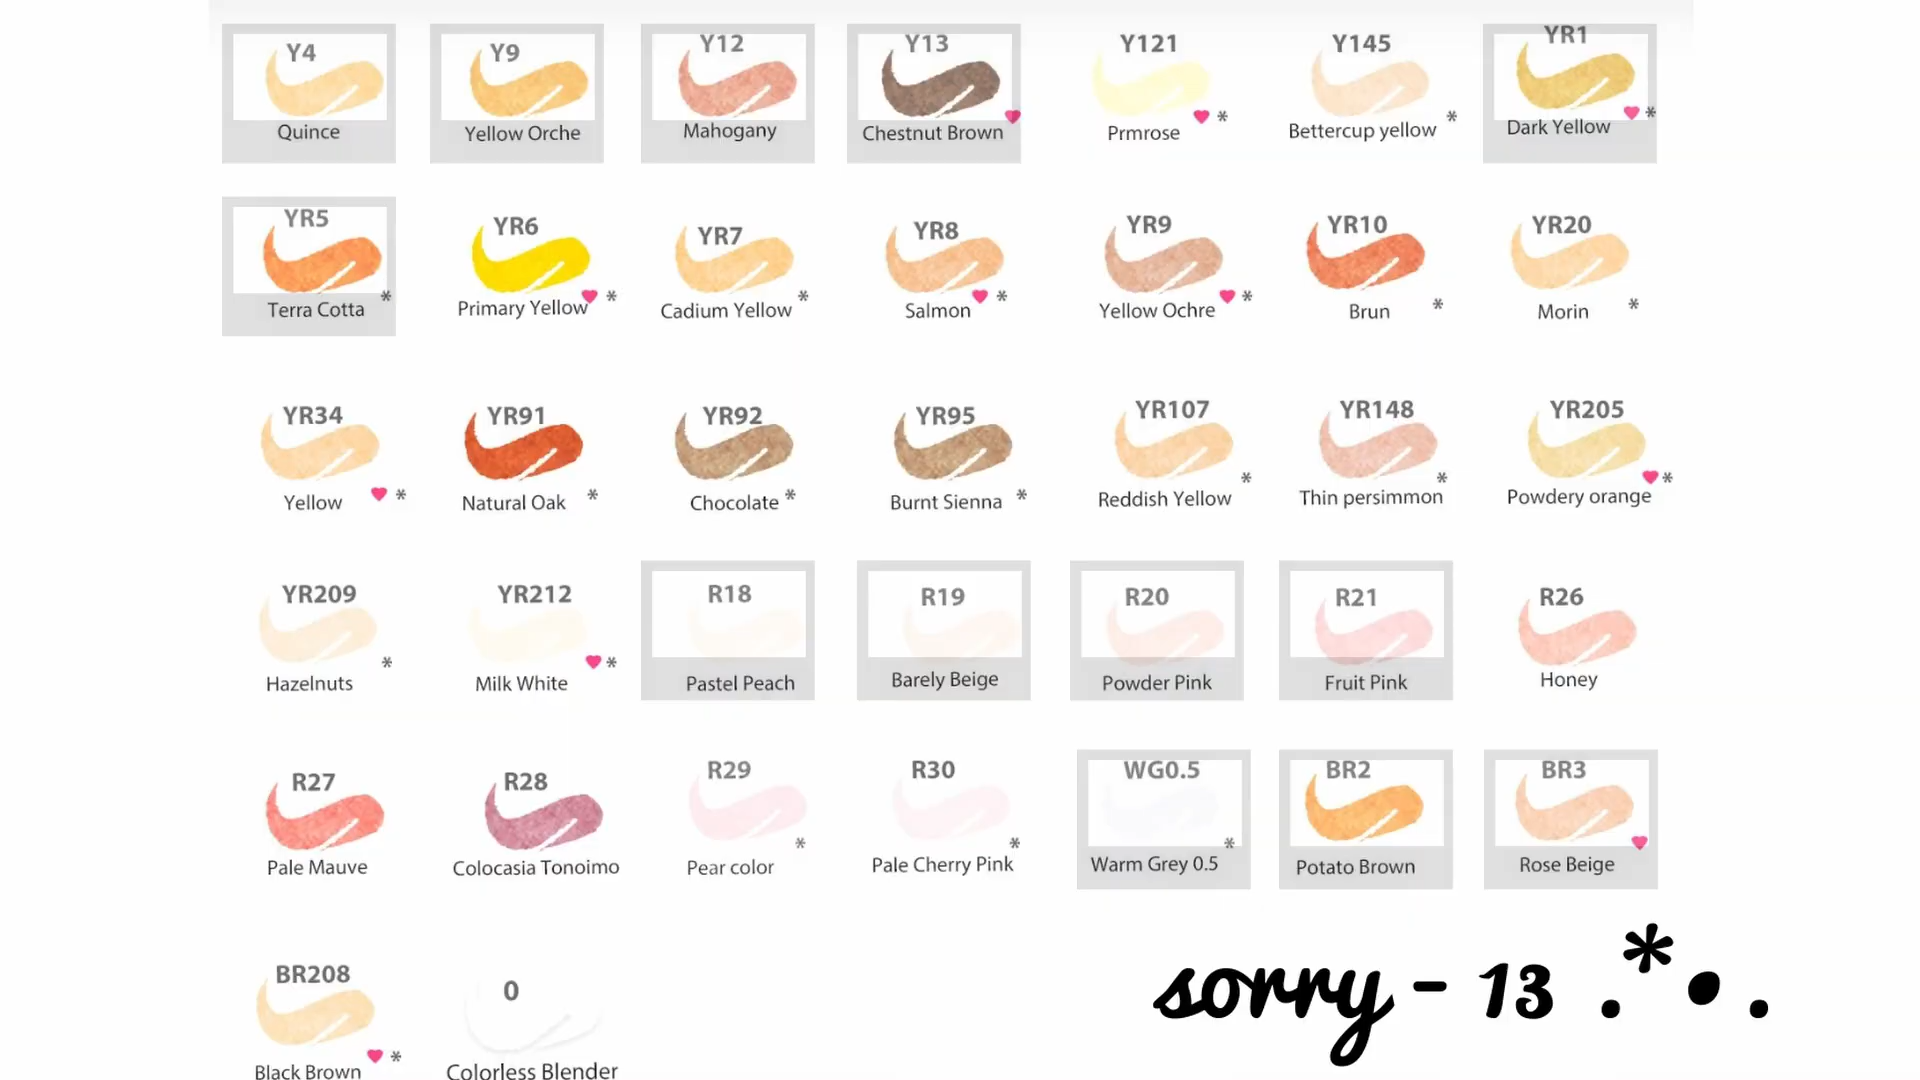 Y4 Y9 Y12 Y13 Y121 Y145 YR1
Quince Yellow Orche Mahogany Chestnut Brown Prmrose * Bettercup yellow * Dark Yellow *
YR5 YR6 YR7 YR8 YR9 YR10 YR20
Terra Cotta * Primary Yellow * Cadium Yellow * Salmon * Yellow Ochre * Brun * Morin *
YR34 YR91 YR92 YR95 YR107 YR148 YR205
Yellow * Natural Oak * Chocolate * Burnt Sienna * Reddish Yellow * Thin persimmon * Powdery orange *
YR209 YR212 R18 R19 R20 R21 R26
Hazelnuts * Milk White * Pastel Peach Barely Beige Powder Pink Fruit Pink Honey
R27 R28 R29 R30 WG0.5 BR2 BR3
Pale Mauve Colocasia Tonoimo Pear color * Pale Cherry Pink * Warm Grey 0.5 * Potato Brown Rose Beige
BR208 0
Black Brown * Colorless Blender
sorry - 13 .*• .